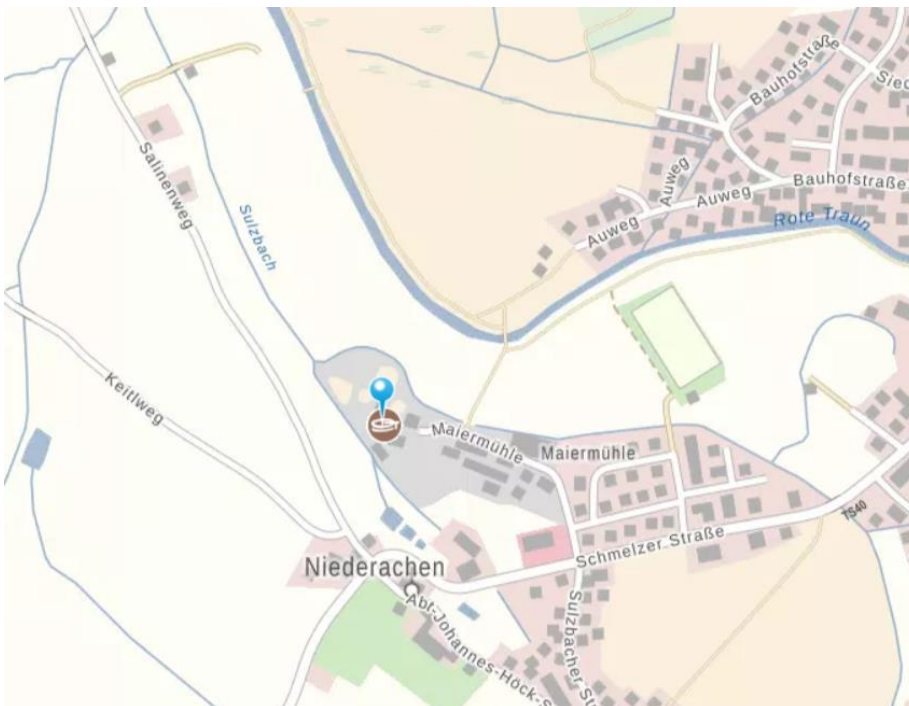 Bauhofstraße
Sied
Salinenweg
Auweg
Auweg
Bauhofstraße
Auweg
Rote Traun
Sulzbach
Keitlweg
Maiermühle
Maiermühle
TS40
Schmelzer Straße
Niederachen
Abt-Johannes-Höck-S
Sulzbacher-Str